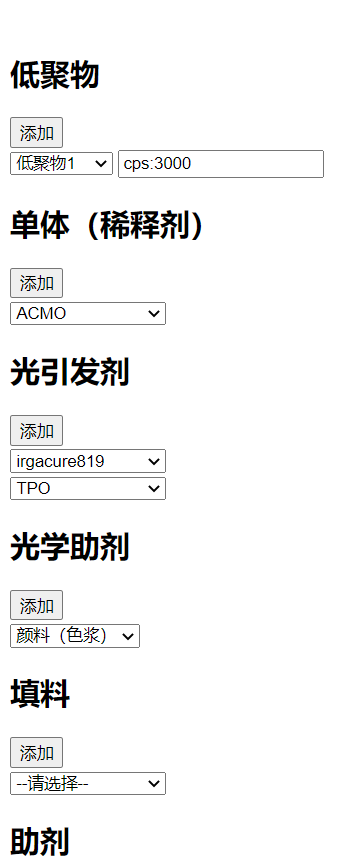 低聚物
添加
低聚物1 cps:3000
单体（稀释剂）
添加
ACMO
光引发剂
添加
irgacure819
TPO
光学助剂
添加
颜料（色浆）
填料
添加
--请选择--
助剂